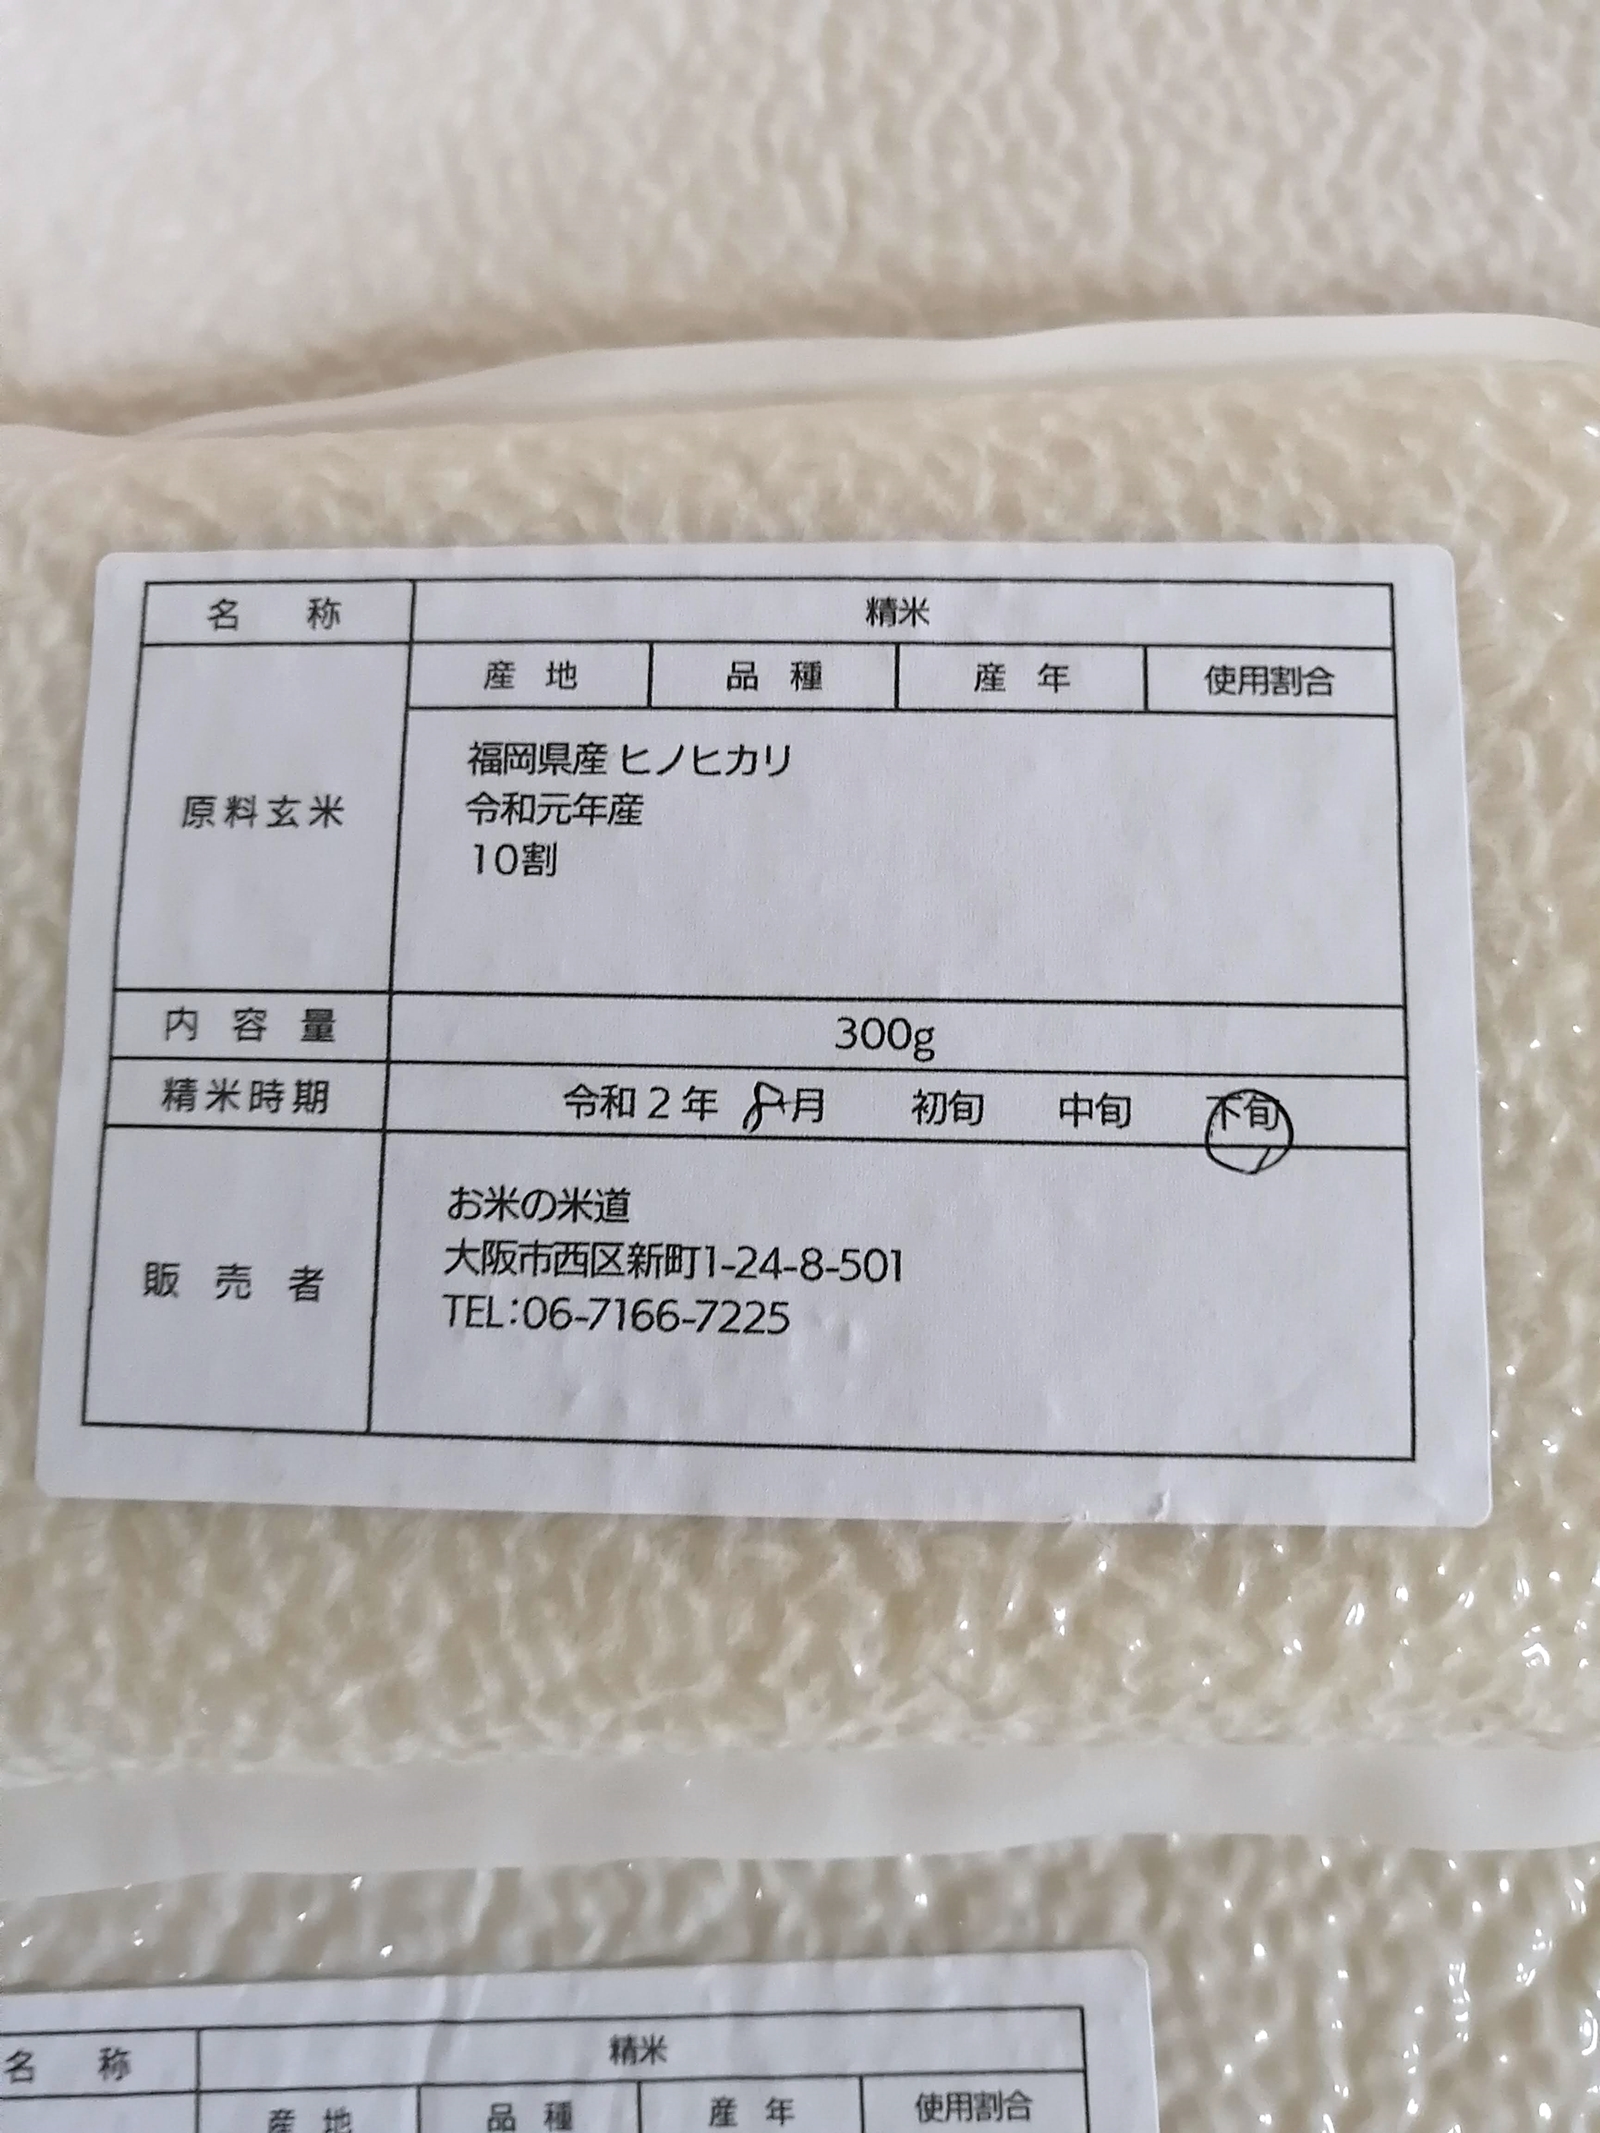 名 称 精米
産 地 品 種 産 年 使用割合
原料玄米
福岡県産 ヒノヒカリ
令和元年産
10割
内 容 量 300g
精米時期 令和2年 8月 初旬 中旬 下旬
販 売 者
お米の米道
大阪市西区新町1-24-8-501
TEL:06-7166-7225
名 称 精米
産 地 品 種 産 年 使用割合